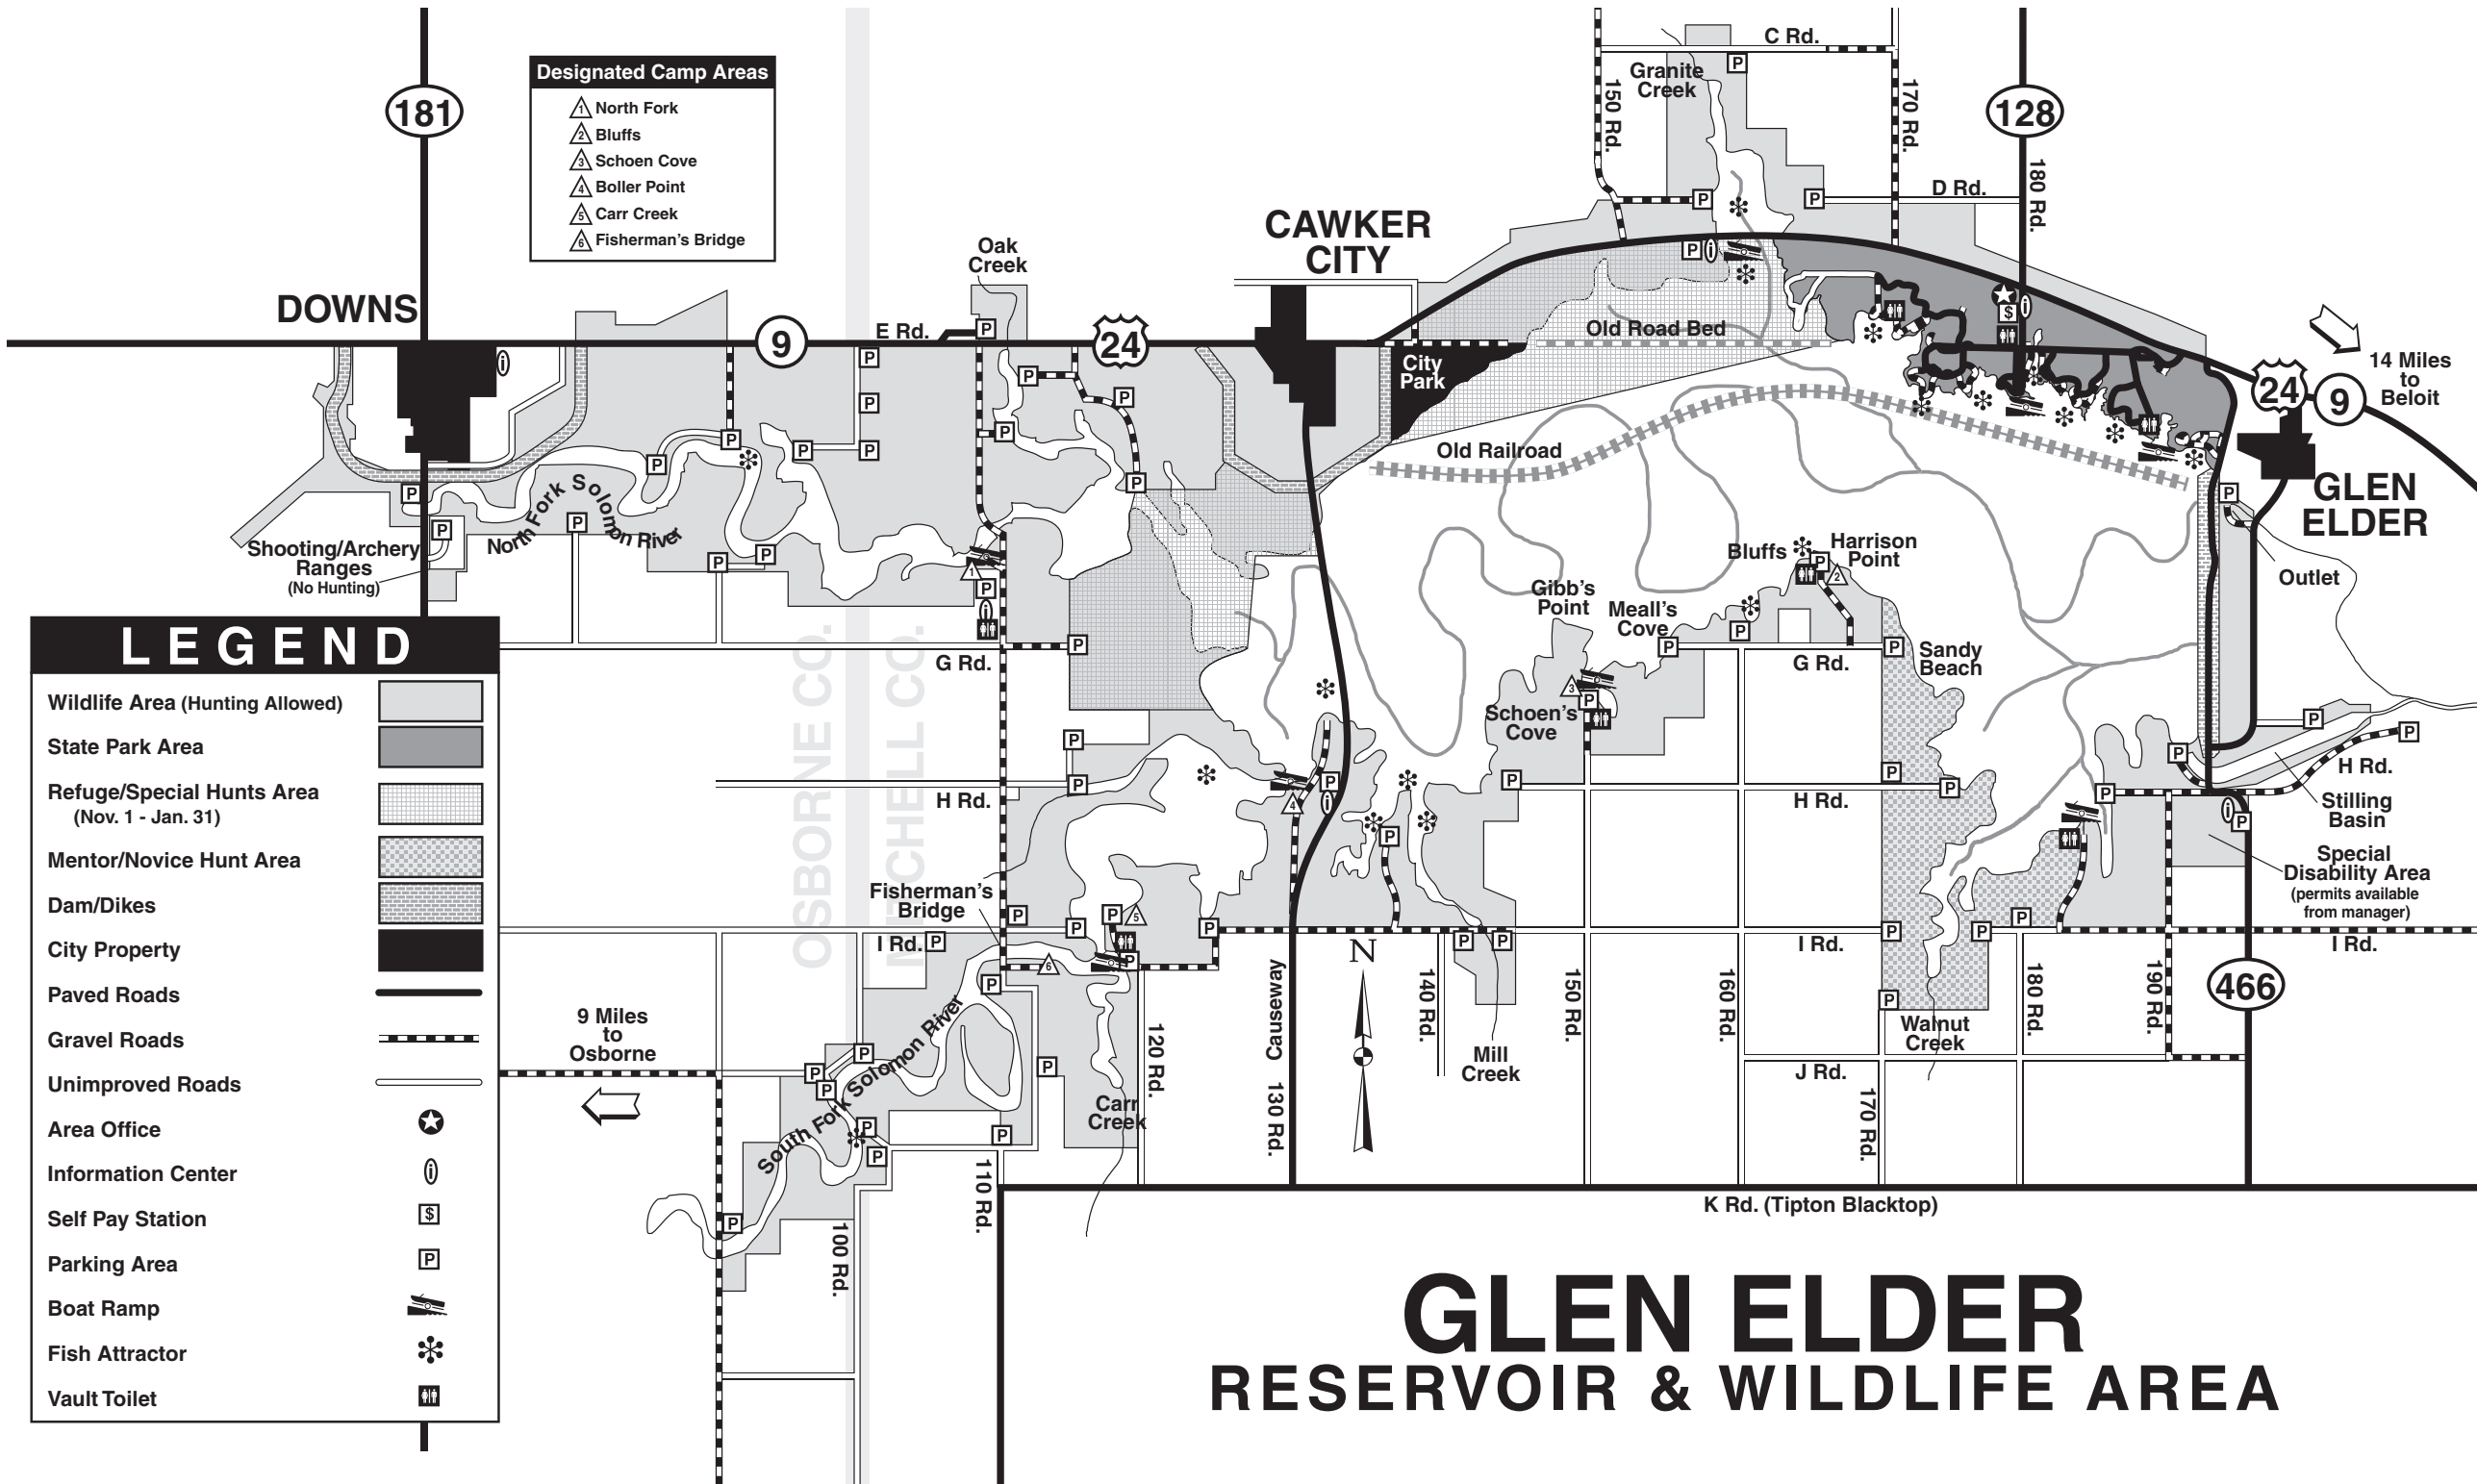 181
Designated Camp Areas
1 North Fork
2 Bluffs
3 Schoen Cove
4 Boller Point
5 Carr Creek
6 Fisherman's Bridge
C Rd.
Granite
Creek
150 Rd.
170 Rd.
128
180 Rd.
D Rd.
CAWKER
CITY
Oak
Creek
DOWNS
9
E Rd.
24
Old Road Bed
City
Park
14 Miles
to
Beloit
24
9
Old Railroad
GLEN
ELDER
North Fork Solomon River
Shooting/Archery
Ranges
(No Hunting)
Bluffs
Harrison
Point
Outlet
Gibb's
Point
Meall's
Cove
G Rd.
G Rd.
Sandy
Beach
Schoen's
Cove
OSBORNE CO.
MITCHELL CO.
H Rd.
H Rd.
H Rd.
Stilling
Basin
Special
Disability Area
(permits available
from manager)
Fisherman's
Bridge
I Rd.
I Rd.
I Rd.
N
466
9 Miles
to
Osborne
South Fork Solomon River
Carr
Creek
120 Rd.
Causeway
130 Rd.
140 Rd.
Mill
Creek
150 Rd.
160 Rd.
Walnut
Creek
180 Rd.
190 Rd.
J Rd.
170 Rd.
110 Rd.
100 Rd.
K Rd. (Tipton Blacktop)
LEGEND
Wildlife Area (Hunting Allowed)
State Park Area
Refuge/Special Hunts Area
(Nov. 1 - Jan. 31)
Mentor/Novice Hunt Area
Dam/Dikes
City Property
Paved Roads
Gravel Roads
Unimproved Roads
Area Office
Information Center
Self Pay Station $
Parking Area P
Boat Ramp
Fish Attractor
Vault Toilet
GLEN ELDER
RESERVOIR & WILDLIFE AREA